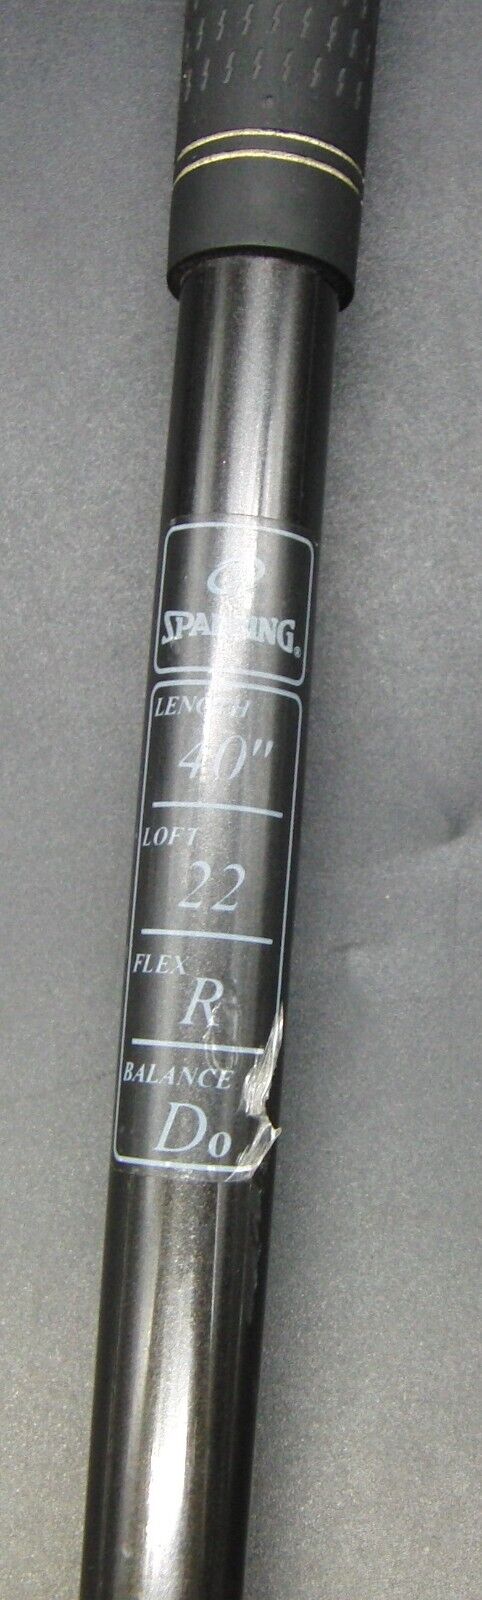 SPALDING®
LENGTH
40"
LOFT
22
FLEX
R
BALANCE
D0